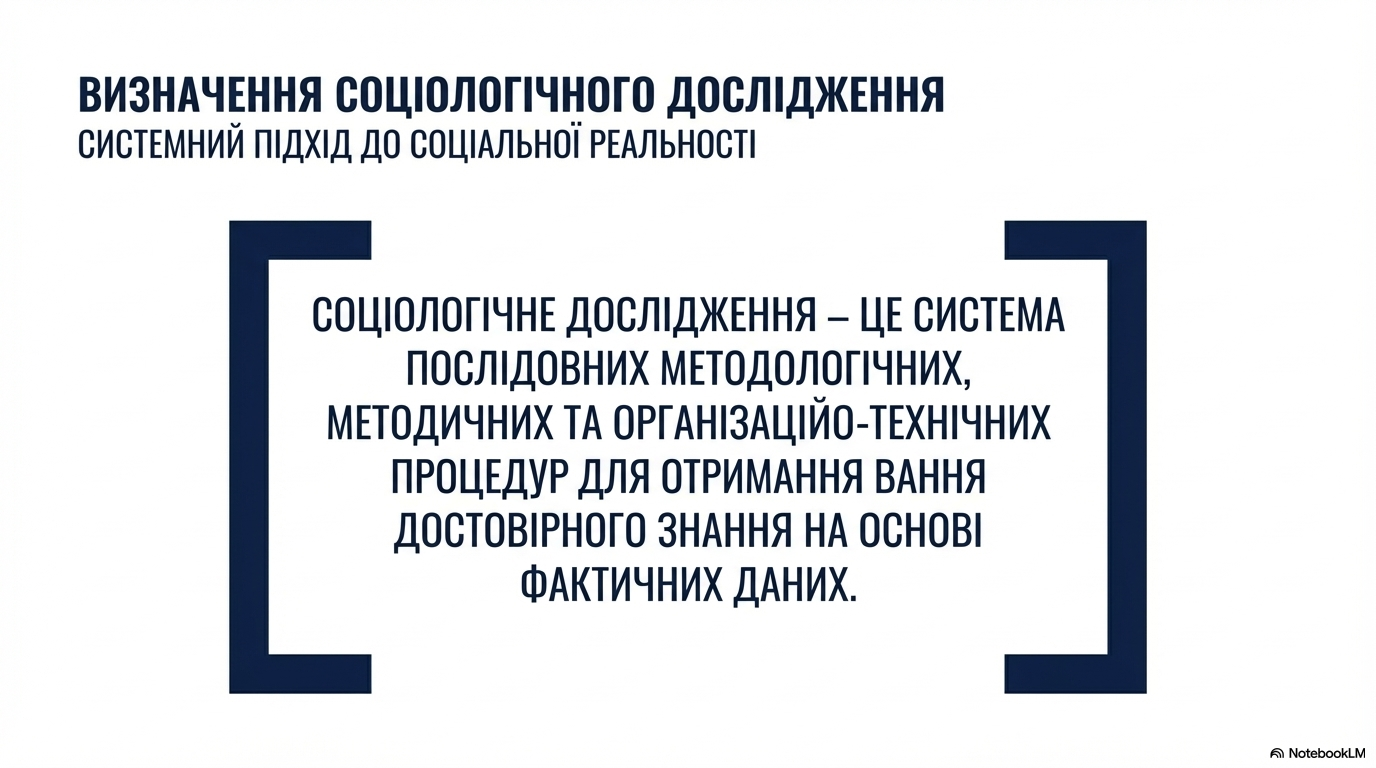 ВИЗНАЧЕННЯ СОЦІОЛОГІЧНОГО ДОСЛІДЖЕННЯ
СИСТЕМНИЙ ПІДХІД ДО СОЦІАЛЬНОЇ РЕАЛЬНОСТІ
СОЦІОЛОГІЧНЕ ДОСЛІДЖЕННЯ – ЦЕ СИСТЕМА
ПОСЛІДОВНИХ МЕТОДОЛОГІЧНИХ,
МЕТОДИЧНИХ ТА ОРГАНІЗАЦІЙО-ТЕХНІЧНИХ
ПРОЦЕДУР ДЛЯ ОТРИМАННЯ ВАННЯ
ДОСТОВІРНОГО ЗНАННЯ НА ОСНОВІ
ФАКТИЧНИХ ДАНИХ.
NotebookLM